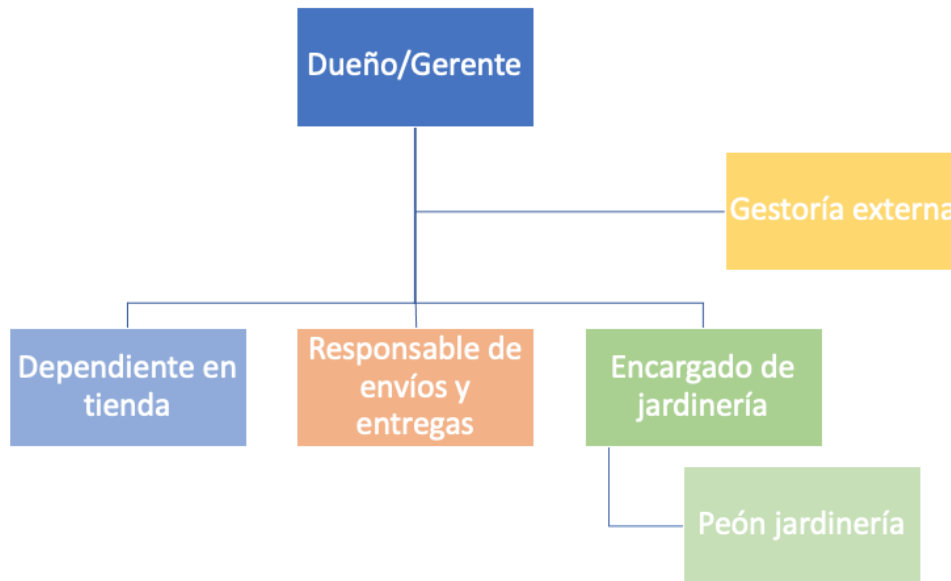 Dueño/Gerente
Gestoría externa
Dependiente en
tienda
Responsable de
envíos y
entregas
Encargado de
jardinería
Peón jardinería